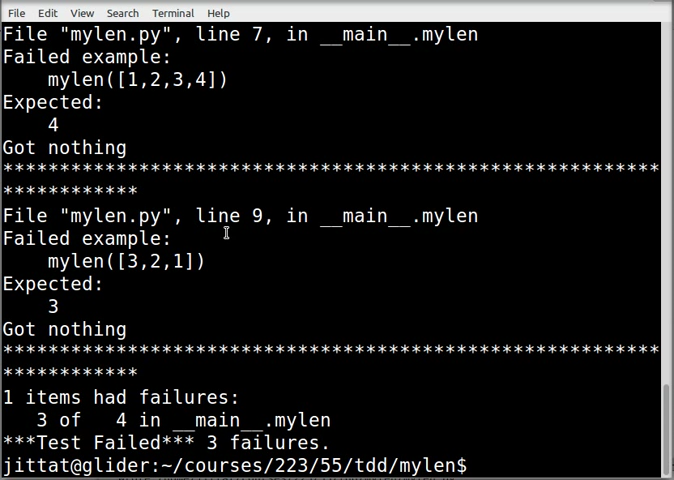 File Edit View Search Terminal Help
File "mylen.py", line 7, in __main__.mylen
Failed example:
    mylen([1,2,3,4])
Expected:
    4
Got nothing
**********************************************************
************
File "mylen.py", line 9, in __main__.mylen
Failed example:
    mylen([3,2,1])
Expected:
    3
Got nothing
**********************************************************
************
1 items had failures:
   3 of   4 in __main__.mylen
***Test Failed*** 3 failures.
jittat@glider:~/courses/223/55/tdd/mylen$